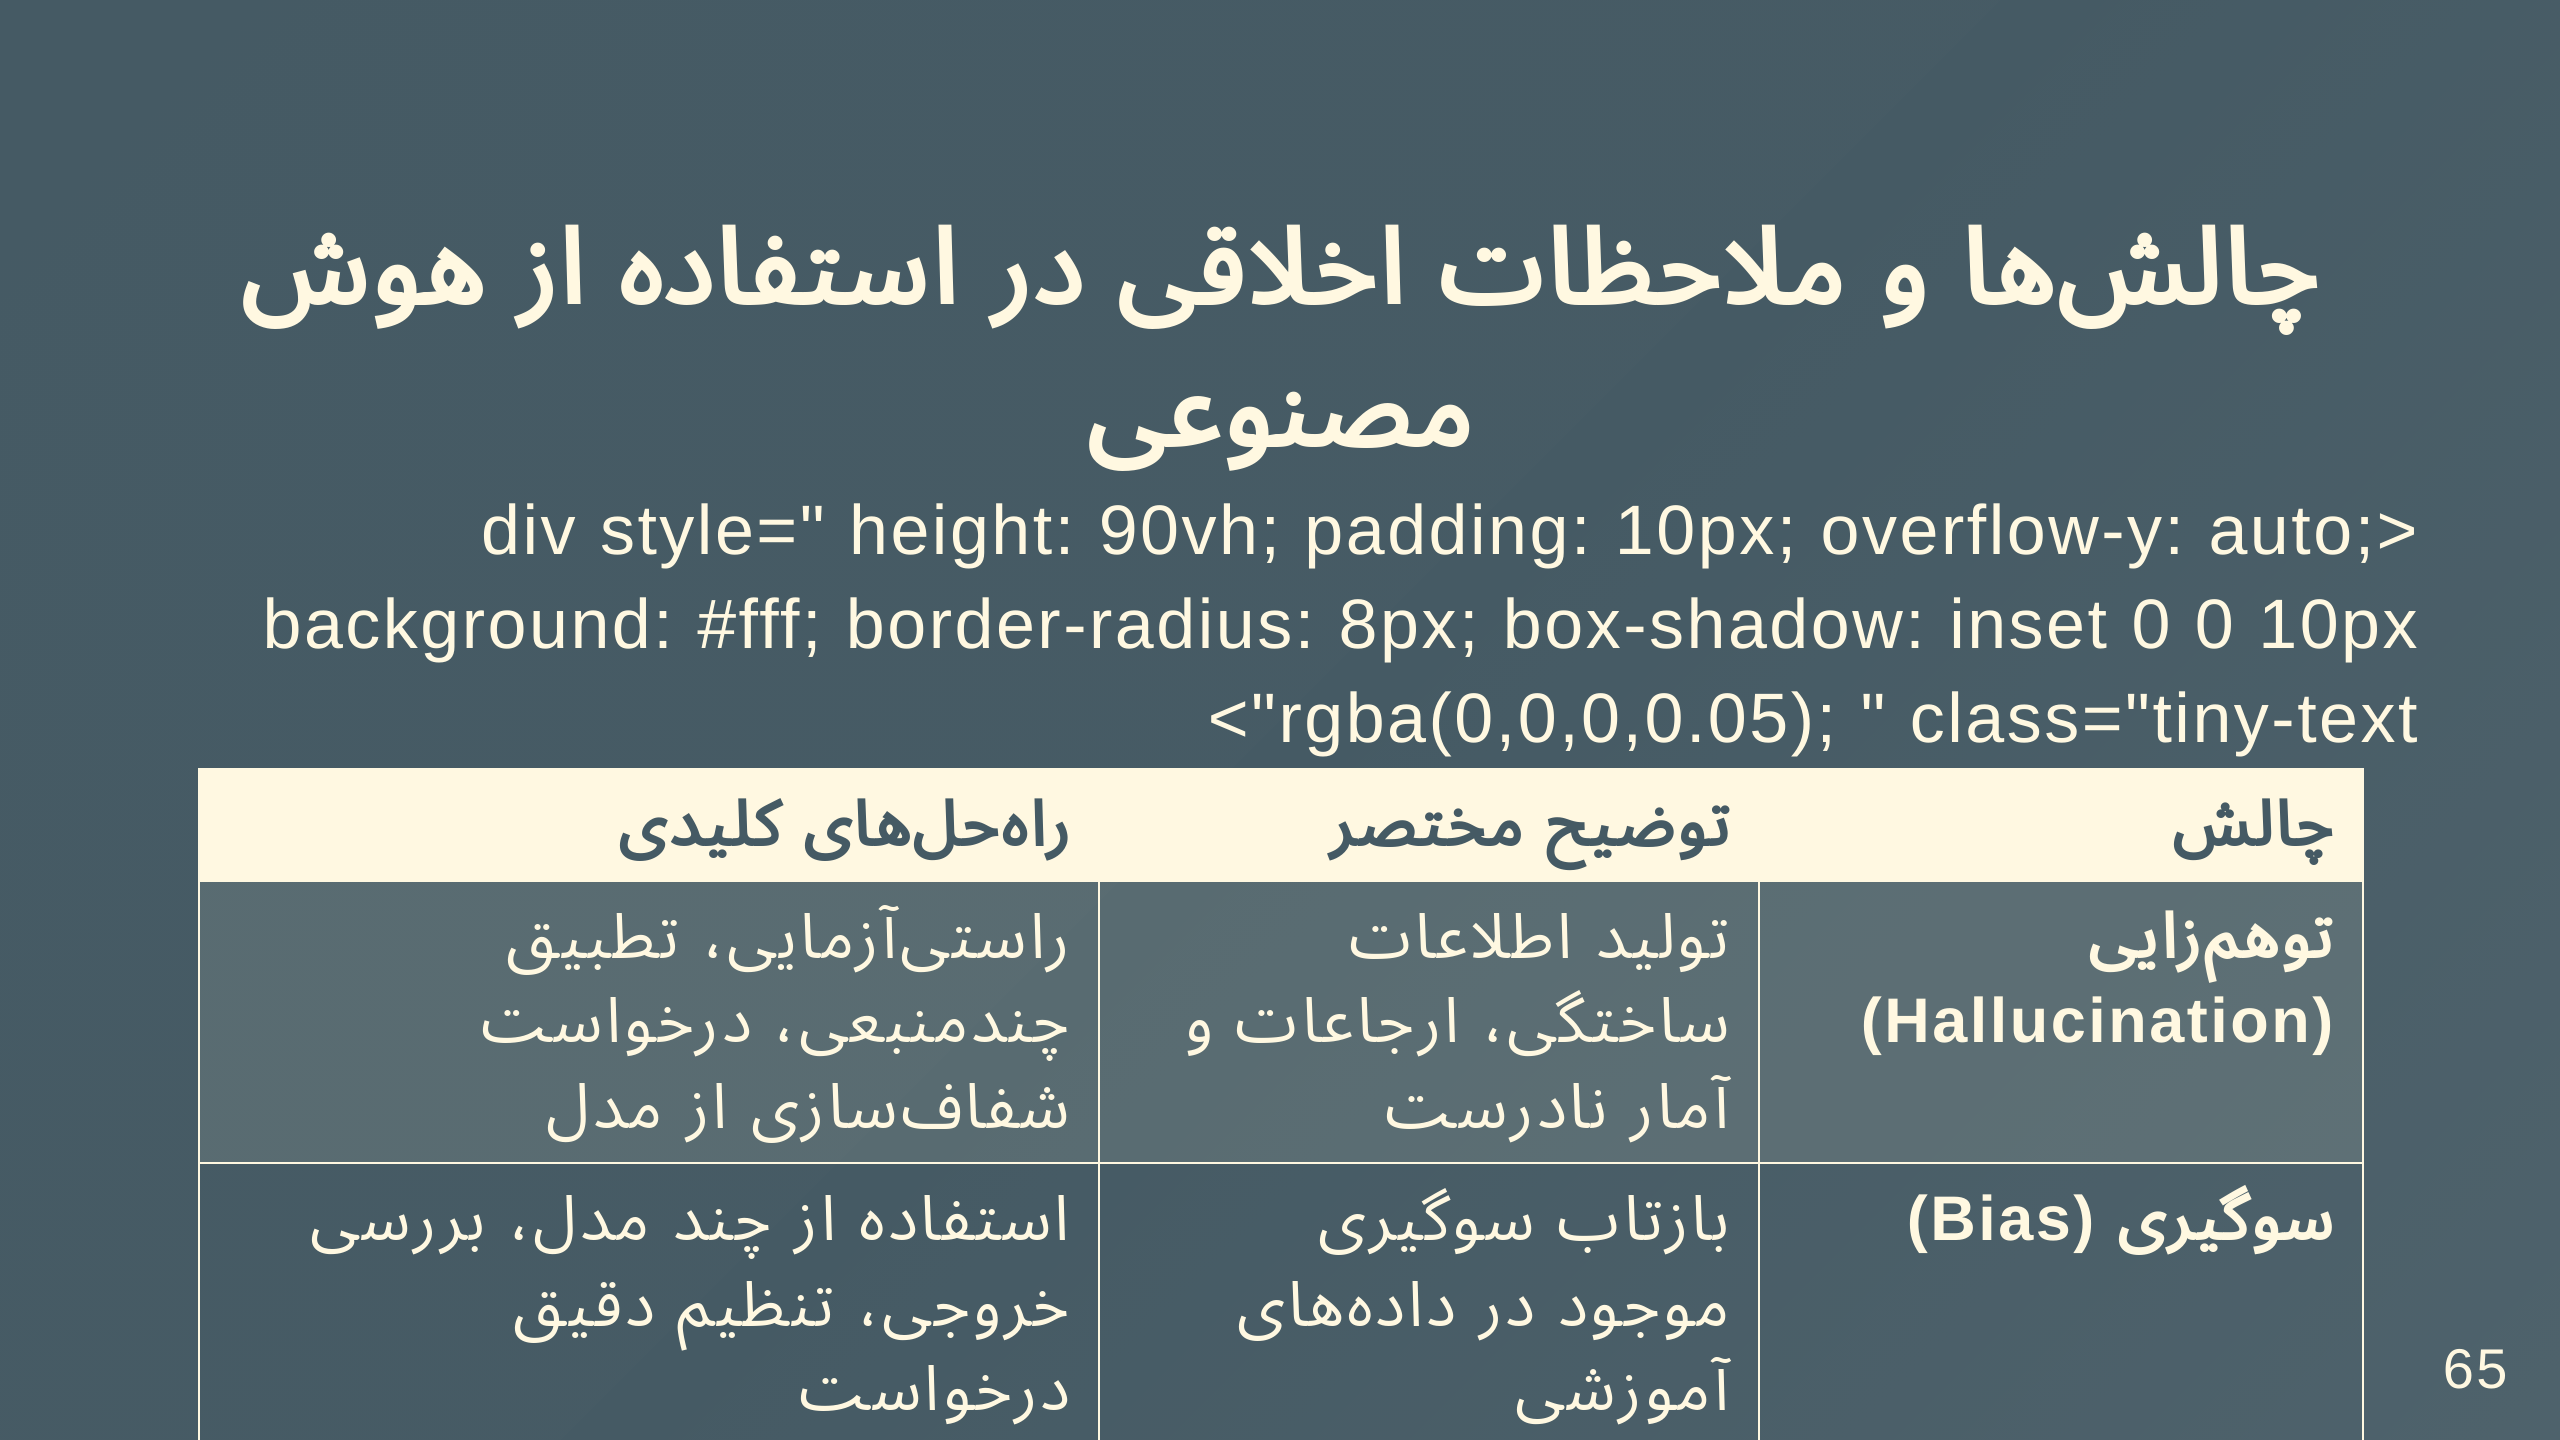 چالش‌ها و ملاحظات اخلاقی در استفاده از هوش
مصنوعی
<div style=" height: 90vh; padding: 10px; overflow-y: auto;
background: #fff; border-radius: 8px; box-shadow: inset 0 0 10px
rgba(0,0,0,0.05); " class="tiny-text">
چالش
توضیح مختصر
راه‌حل‌های کلیدی
توهم‌زایی
(Hallucination)
تولید اطلاعات
ساختگی، ارجاعات و
آمار نادرست
راستی‌آزمایی، تطبیق
چندمنبعی، درخواست
شفاف‌سازی از مدل
سوگیری (Bias)
بازتاب سوگیری
موجود در داده‌های
آموزشی
استفاده از چند مدل، بررسی
خروجی، تنظیم دقیق
درخواست
65